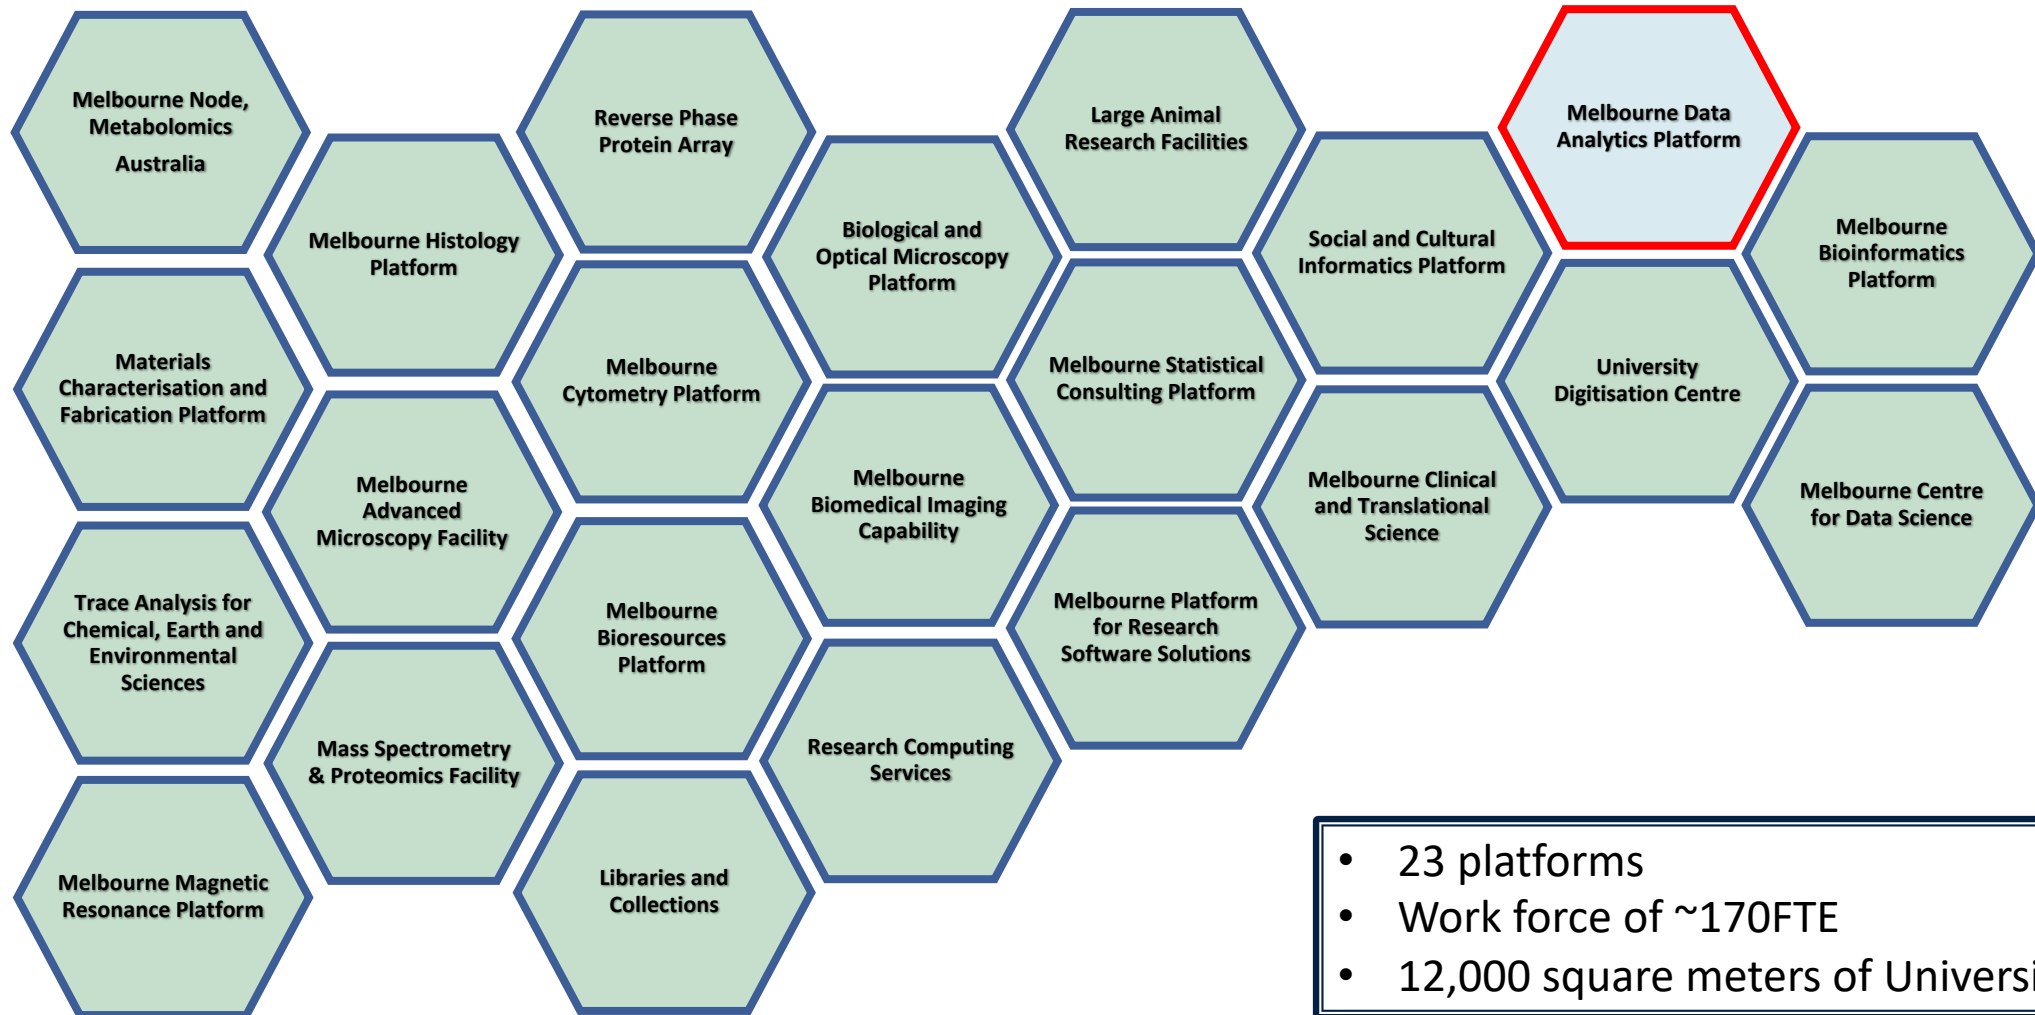 Melbourne Node,
Metabolomics
Australia
Materials
Characterisation and
Fabrication Platform
Trace Analysis for
Chemical, Earth and
Environmental
Sciences
Melbourne Magnetic
Resonance Platform
Melbourne Histology
Platform
Melbourne
Advanced
Microscopy Facility
Mass Spectrometry
& Proteomics Facility
Reverse Phase
Protein Array
Melbourne
Cytometry Platform
Melbourne
Bioresources
Platform
Libraries and
Collections
Biological and
Optical Microscopy
Platform
Melbourne
Biomedical Imaging
Capability
Research Computing
Services
Large Animal
Research Facilities
Melbourne Statistical
Consulting Platform
Melbourne Platform
for Research
Software Solutions
Social and Cultural
Informatics Platform
Melbourne Clinical
and Translational
Science
Melbourne Data
Analytics Platform
University
Digitisation Centre
Melbourne
Bioinformatics
Platform
Melbourne Centre
for Data Science
• 23 platforms
• Work force of ~170FTE
• 12,000 square meters of Universi